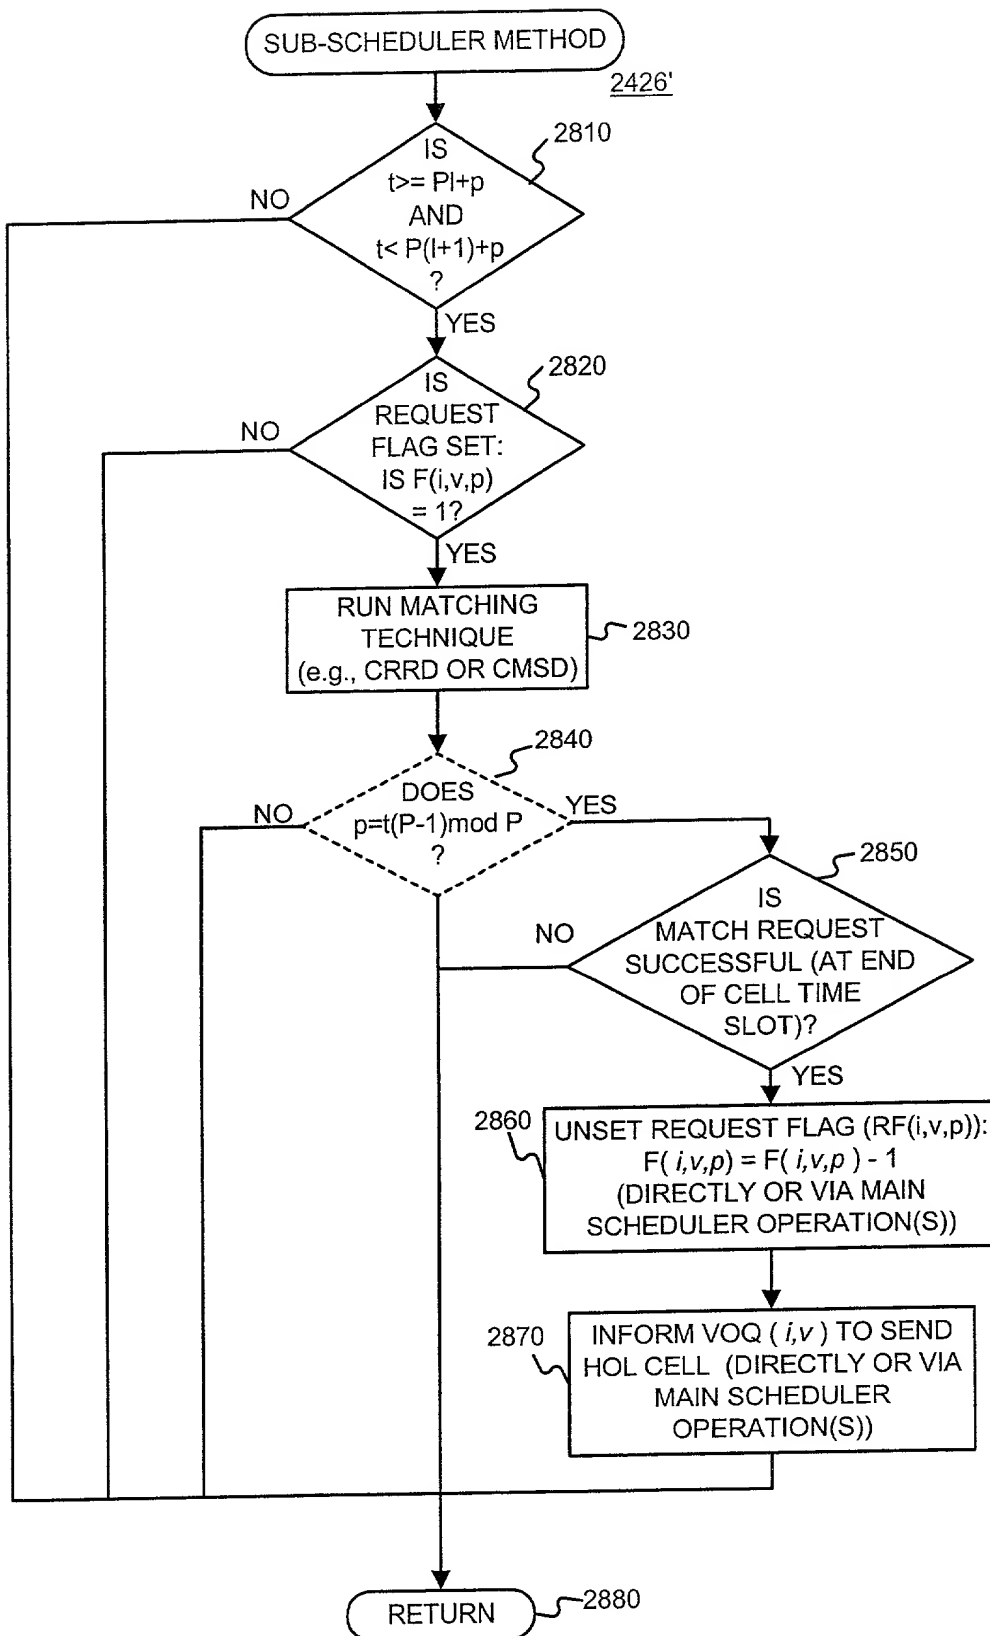 SUB-SCHEDULER METHOD
2426'
2810
IS
t>= Pl+p
AND
t< P(l+1)+p
?
NO
YES
2820
IS
REQUEST
FLAG SET:
IS F(i,v,p)
= 1?
NO
YES
RUN MATCHING
TECHNIQUE
(e.g., CRRD OR CMSD)
2830
2840
DOES
p=t(P-1)mod P
?
NO
YES
2850
IS
MATCH REQUEST
SUCCESSFUL (AT END
OF CELL TIME
SLOT)?
NO
YES
2860
UNSET REQUEST FLAG (RF(i,v,p)):
F( i,v,p) = F( i,v,p ) - 1
(DIRECTLY OR VIA MAIN
SCHEDULER OPERATION(S))
2870
INFORM VOQ ( i,v ) TO SEND
HOL CELL (DIRECTLY OR VIA
MAIN SCHEDULER
OPERATION(S))
RETURN
2880